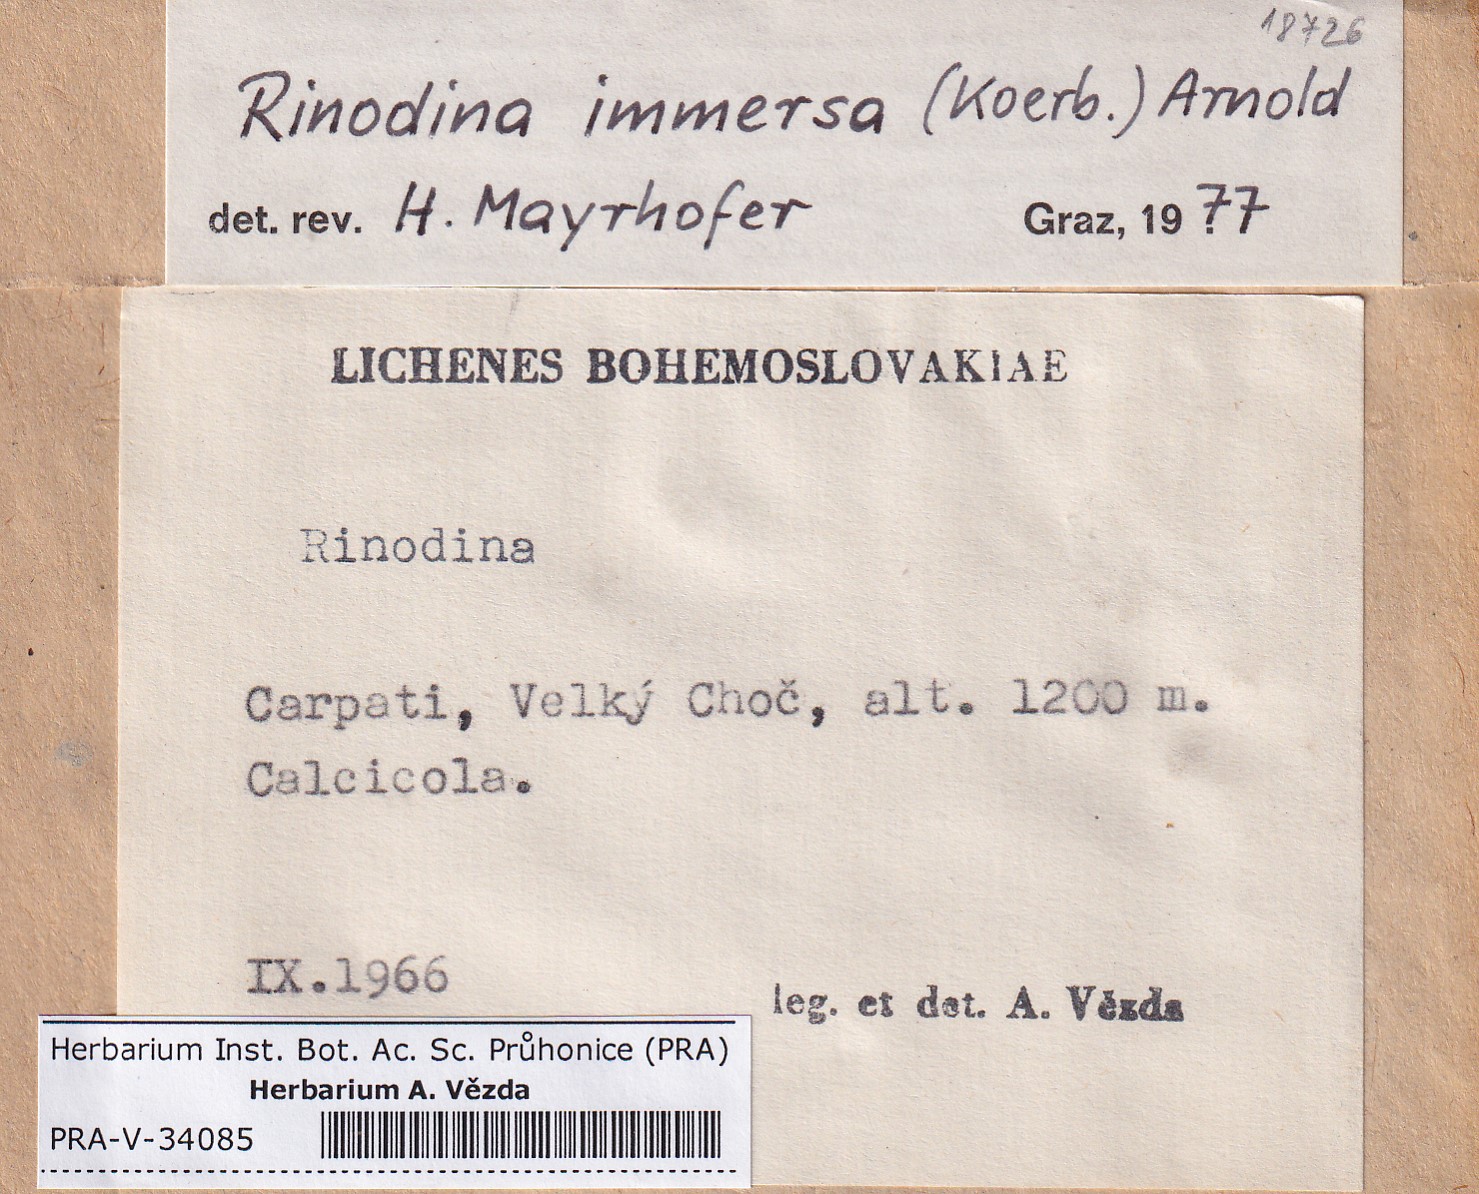 18726
Rinodina immersa (Koerb.) Arnold
det. rev. H. Mayrhofer Graz, 1977
LICHENES BOHEMOSLOVAKIAE
Rinodina
Carpati, Velký Choč, alt. 1200 m.
Calcicola.
IX.1966
leg. et det. A. Vězda
Herbarium Inst. Bot. Ac. Sc. Průhonice (PRA)
Herbarium A. Vězda
PRA-V-34085